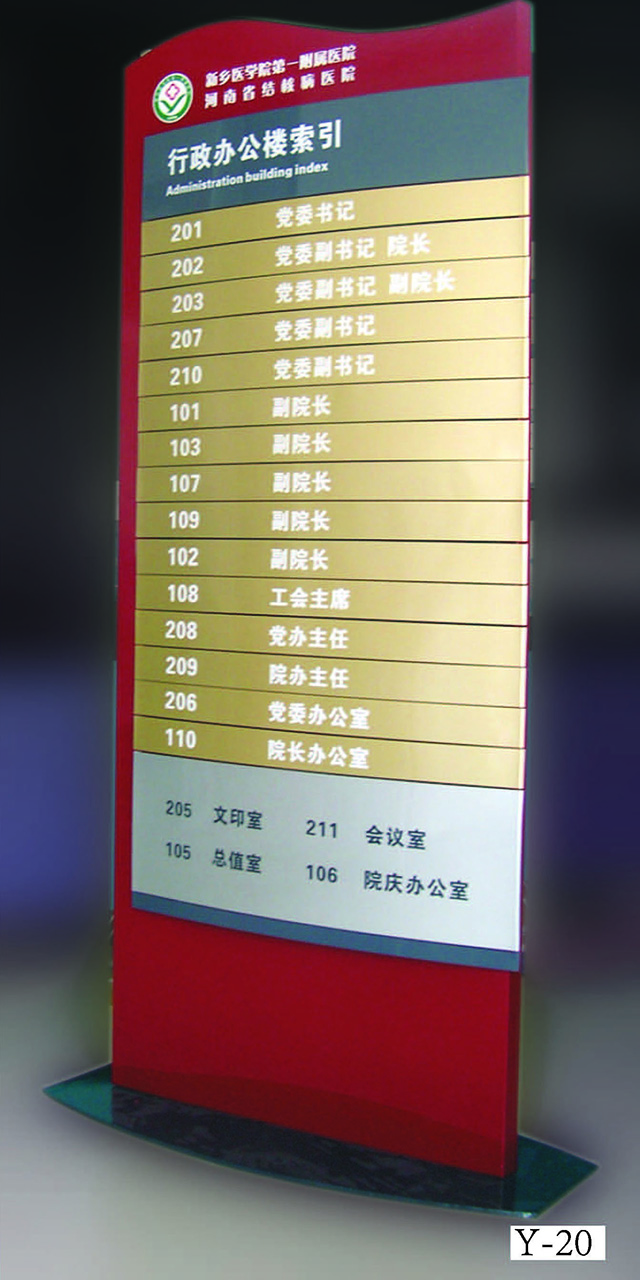 新乡医学院第一附属医院
河南省结核病医院
行政办公楼索引
Administration building index
201 党委书记
202 党委副书记 院长
203 党委副书记 副院长
207 党委副书记
210 党委副书记
101 副院长
103 副院长
107 副院长
109 副院长
102 副院长
108 工会主席
208 党办主任
209 院办主任
206 党委办公室
110 院长办公室
205 文印室 211 会议室
105 总值室 106 院庆办公室
Y-20